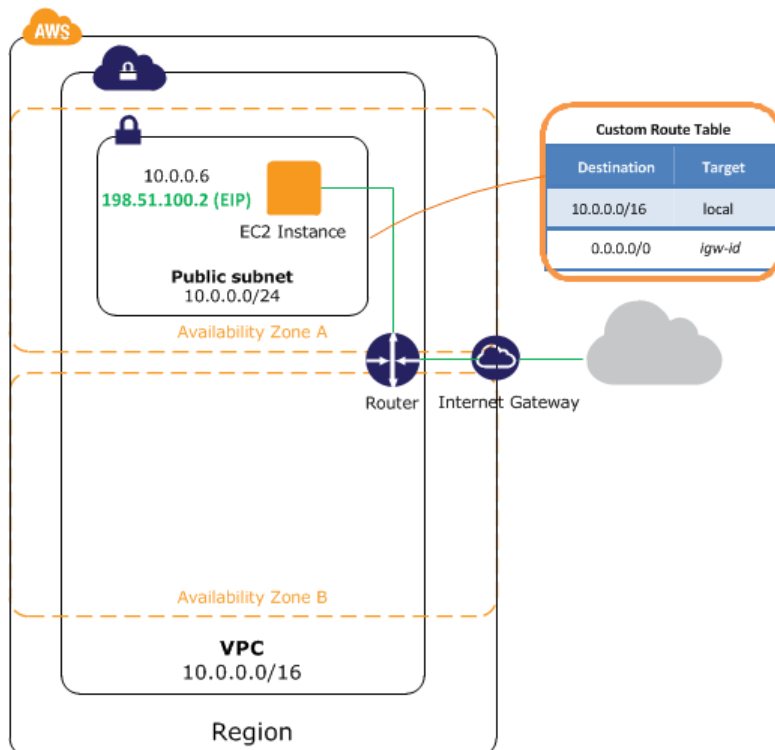 AWS
10.0.0.6
198.51.100.2 (EIP)
EC2 Instance
Public subnet
10.0.0.0/24
Availability Zone A
Custom Route Table
Destination Target
10.0.0.0/16 local
0.0.0.0/0 igw-id
Router
Internet Gateway
Availability Zone B
VPC
10.0.0.0/16
Region